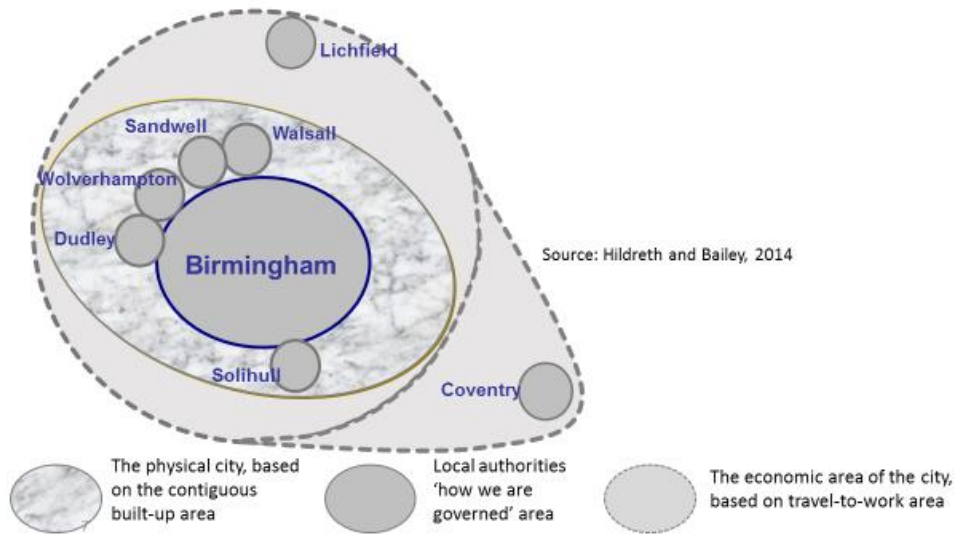 Lichfield
Sandwell
Walsall
Wolverhampton
Dudley
Birmingham
Source: Hildreth and Bailey, 2014
Solihull
Coventry
The physical city, based
on the contiguous
built-up area
7
Local authorities
‘how we are
governed’ area
The economic area of the city,
based on travel-to-work area